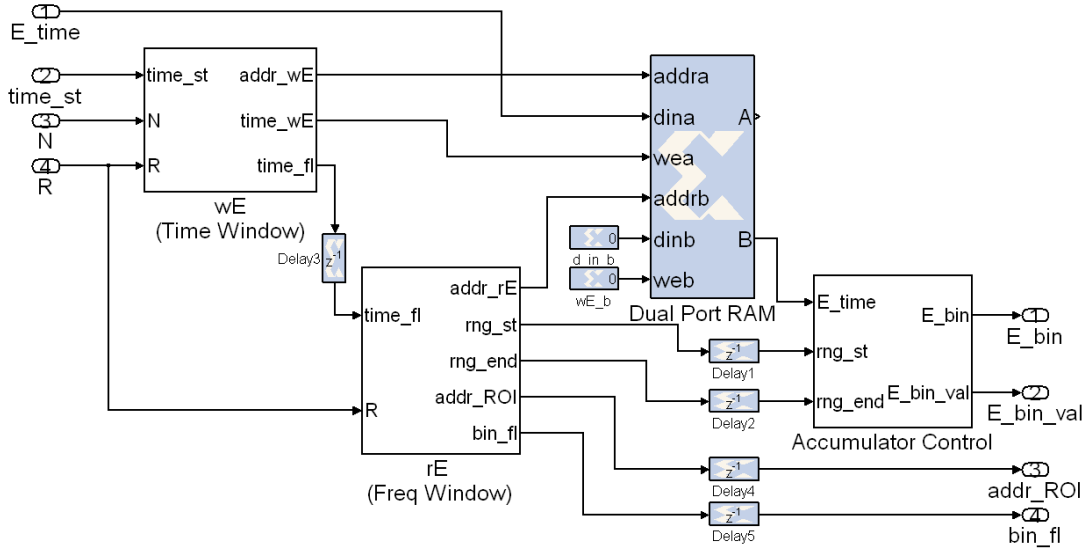 1
E_time
2
time_st
3
N
4
R
time_st
N
R
addr_wE
time_wE
time_fl
wE
(Time Window)
Delay3
z-1
time_fl
R
addr_rE
rng_st
rng_end
addr_ROI
bin_fl
rE
(Freq Window)
addra
dina
wea
addrb
dinb
web
A
B
0
d_in_b
0
wE_b
Dual Port RAM
z-1
Delay1
z-1
Delay2
z-1
Delay4
z-1
Delay5
E_time
rng_st
rng_end
E_bin
E_bin_val
Accumulator Control
1
E_bin
2
E_bin_val
3
addr_ROI
4
bin_fl